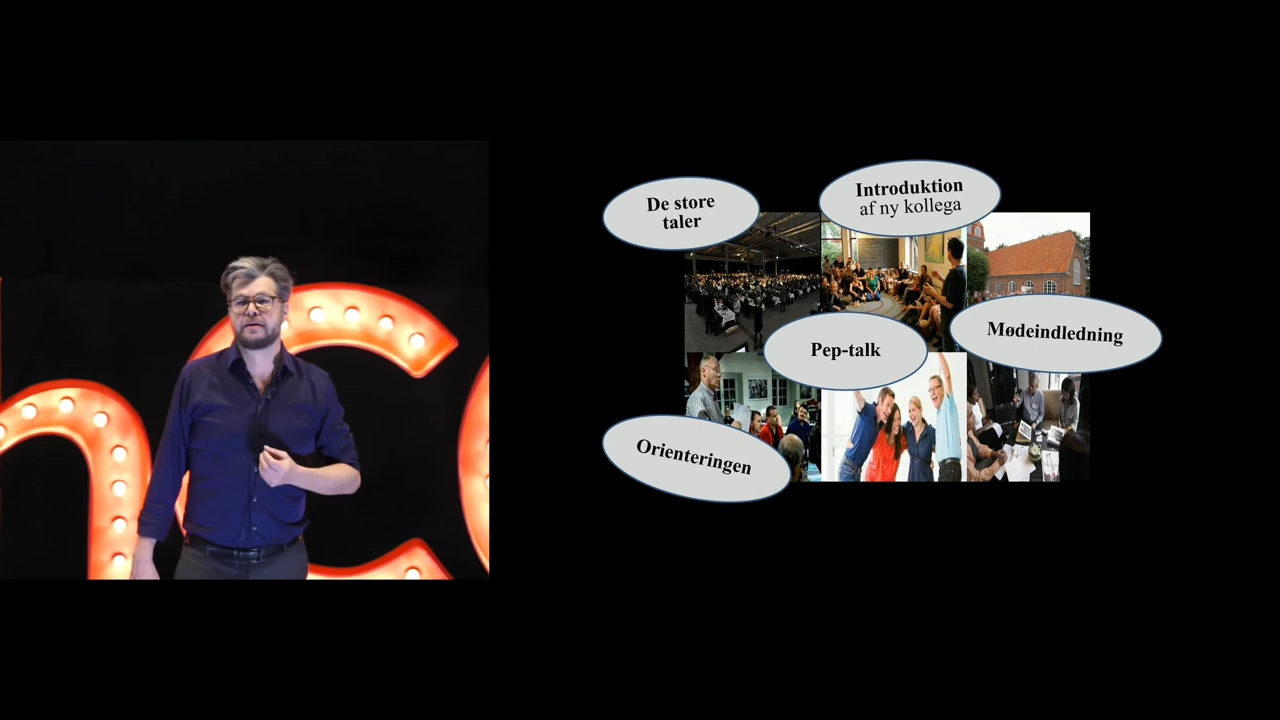 De store
taler
Introduktion
af ny kollega
Mødeindledning
Pep-talk
Orienteringen